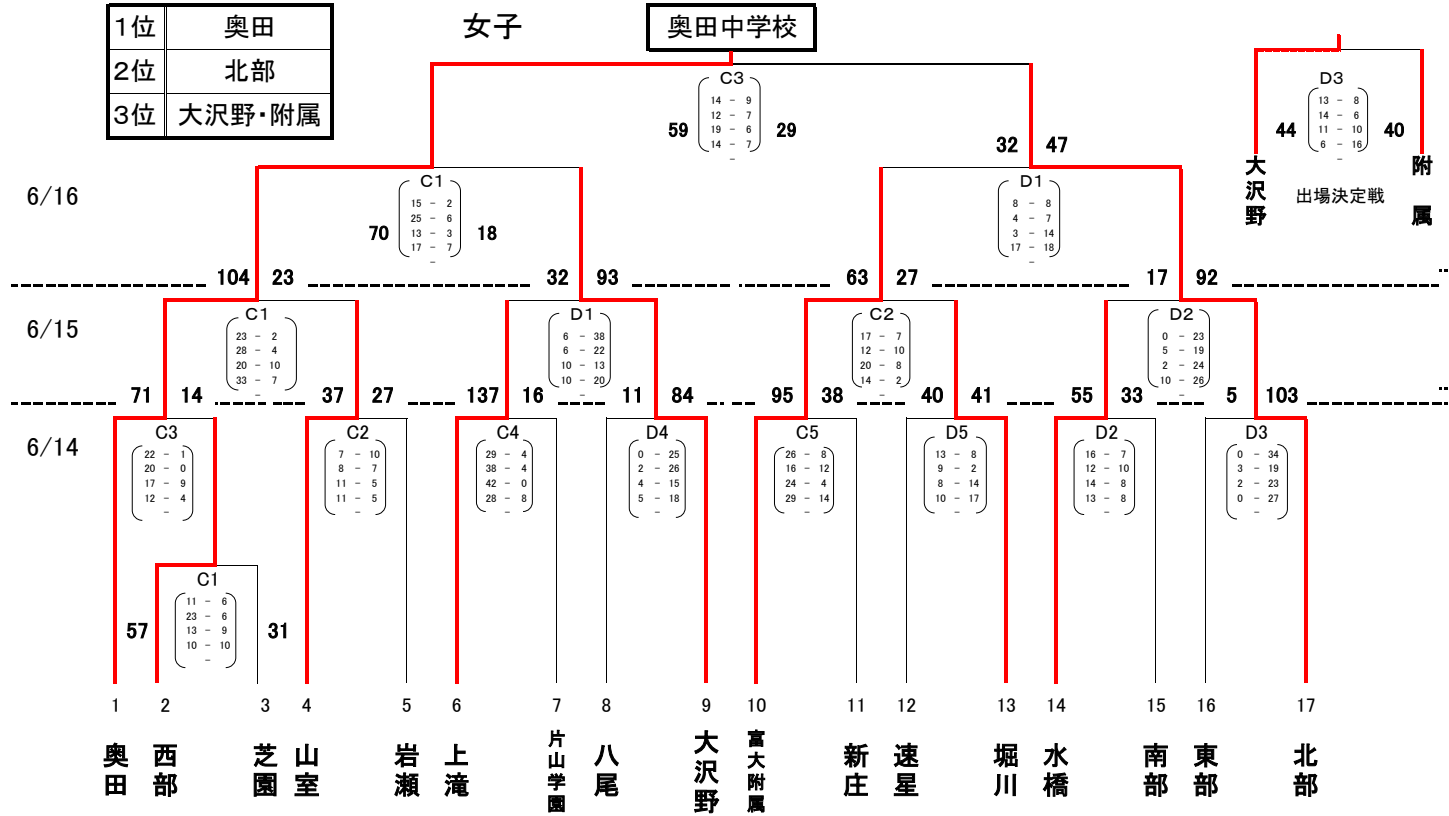 1位 奥田
2位 北部
3位 大沢野・附属
女子
奥田中学校
C3
14 - 9
12 - 7
19 - 6
14 - 7
-
59 29
D3
13 - 8
14 - 6
11 - 10
6 - 16
-
44 40
大沢野
附属
出場決定戦
32 47
6/16
C1
15 - 2
25 - 6
13 - 3
17 - 7
-
70 18
D1
8 - 8
4 - 7
3 - 14
17 - 18
-
104 23 32 93 63 27 17 92
6/15
C1
23 - 2
28 - 4
20 - 10
33 - 7
-
D1
6 - 38
6 - 22
10 - 13
10 - 20
-
C2
17 - 7
12 - 10
20 - 8
14 - 2
-
D2
0 - 23
5 - 19
2 - 24
10 - 26
-
71 14 37 27 137 16 11 84 95 38 40 41 55 33 5 103
6/14
C3
22 - 1
20 - 0
17 - 9
12 - 4
-
C2
7 - 10
8 - 7
11 - 5
11 - 5
-
C4
29 - 4
38 - 4
42 - 0
28 - 8
-
D4
0 - 25
2 - 26
4 - 15
5 - 18
-
C5
26 - 8
16 - 12
24 - 4
29 - 14
-
D5
13 - 8
9 - 2
8 - 14
10 - 17
-
D2
16 - 7
12 - 10
14 - 8
13 - 8
-
D3
0 - 34
3 - 19
2 - 23
0 - 27
-
C1
11 - 6
23 - 6
13 - 9
10 - 10
-
57 31
1 2 3 4 5 6 7 8 9 10 11 12 13 14 15 16 17
奥田
西部
芝園
山室
岩瀬
上滝
片山学園
八尾
大沢野
富大附属
新庄
速星
堀川
水橋
南部
東部
北部